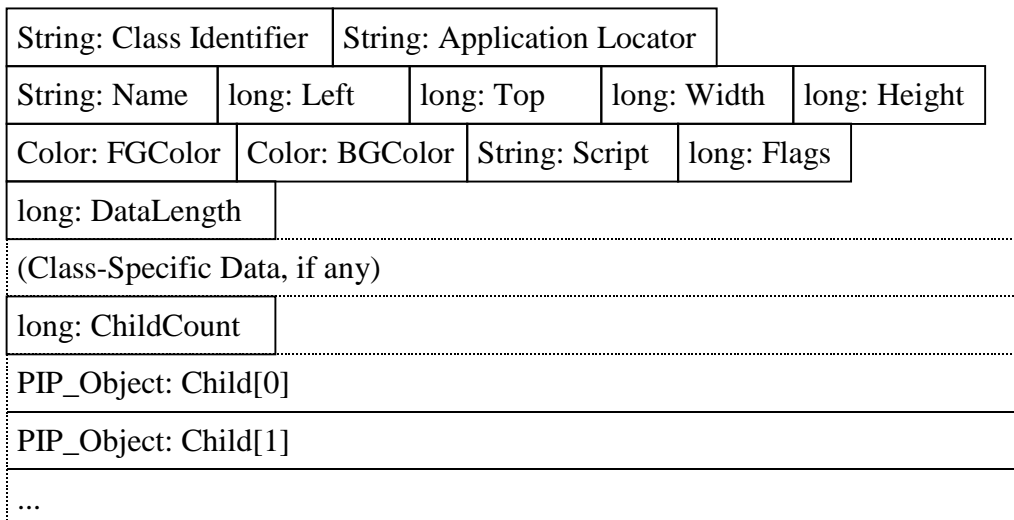 String: Class Identifier String: Application Locator
String: Name long: Left long: Top long: Width long: Height
Color: FGColor Color: BGColor String: Script long: Flags
long: DataLength
(Class-Specific Data, if any)
long: ChildCount
PIP_Object: Child[0]
PIP_Object: Child[1]
...